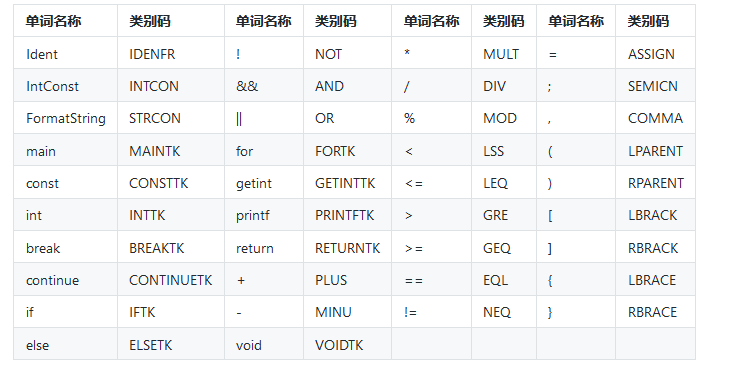 单词名称 类别码 单词名称 类别码 单词名称 类别码 单词名称 类别码
Ident IDENFR ! NOT * MULT = ASSIGN
IntConst INTCON && AND / DIV ; SEMICN
FormatString STRCON || OR % MOD , COMMA
main MAINTK for FORTK < LSS ( LPARENT
const CONSTTK getint GETINTTK <= LEQ ) RPARENT
int INTTK printf PRINTFTK > GRE [ LBRACK
break BREAKTK return RETURNTK >= GEQ ] RBRACK
continue CONTINUETK + PLUS == EQL { LBRACE
if IFTK - MINU != NEQ } RBRACE
else ELSETK void VOIDTK